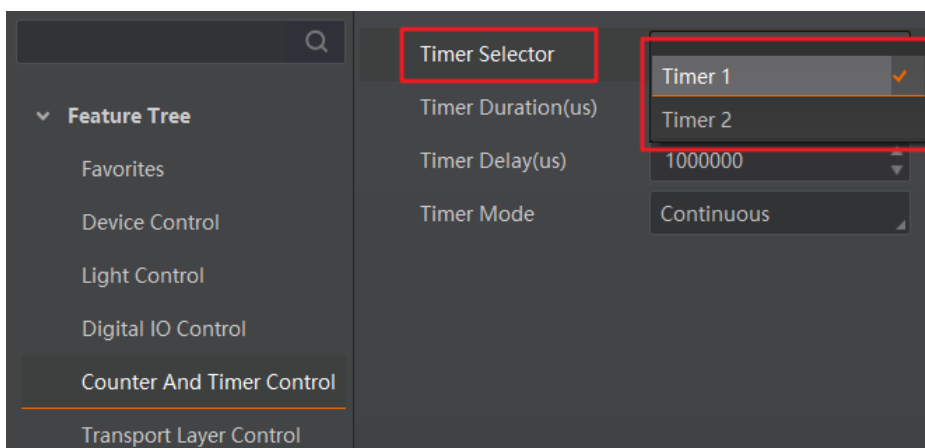 Timer Selector
Timer 1
Timer Duration(us)
Timer 2
Timer Delay(us)
1000000
Timer Mode
Continuous
Feature Tree
Favorites
Device Control
Light Control
Digital IO Control
Counter And Timer Control
Transport Layer Control